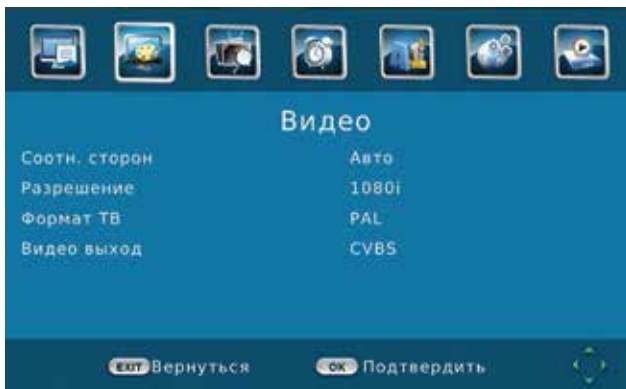 Видео
Соотн. сторон Авто
Разрешение 1080i
Формат ТВ PAL
Видео выход CVBS
EXIT Вернуться OK Подтвердить